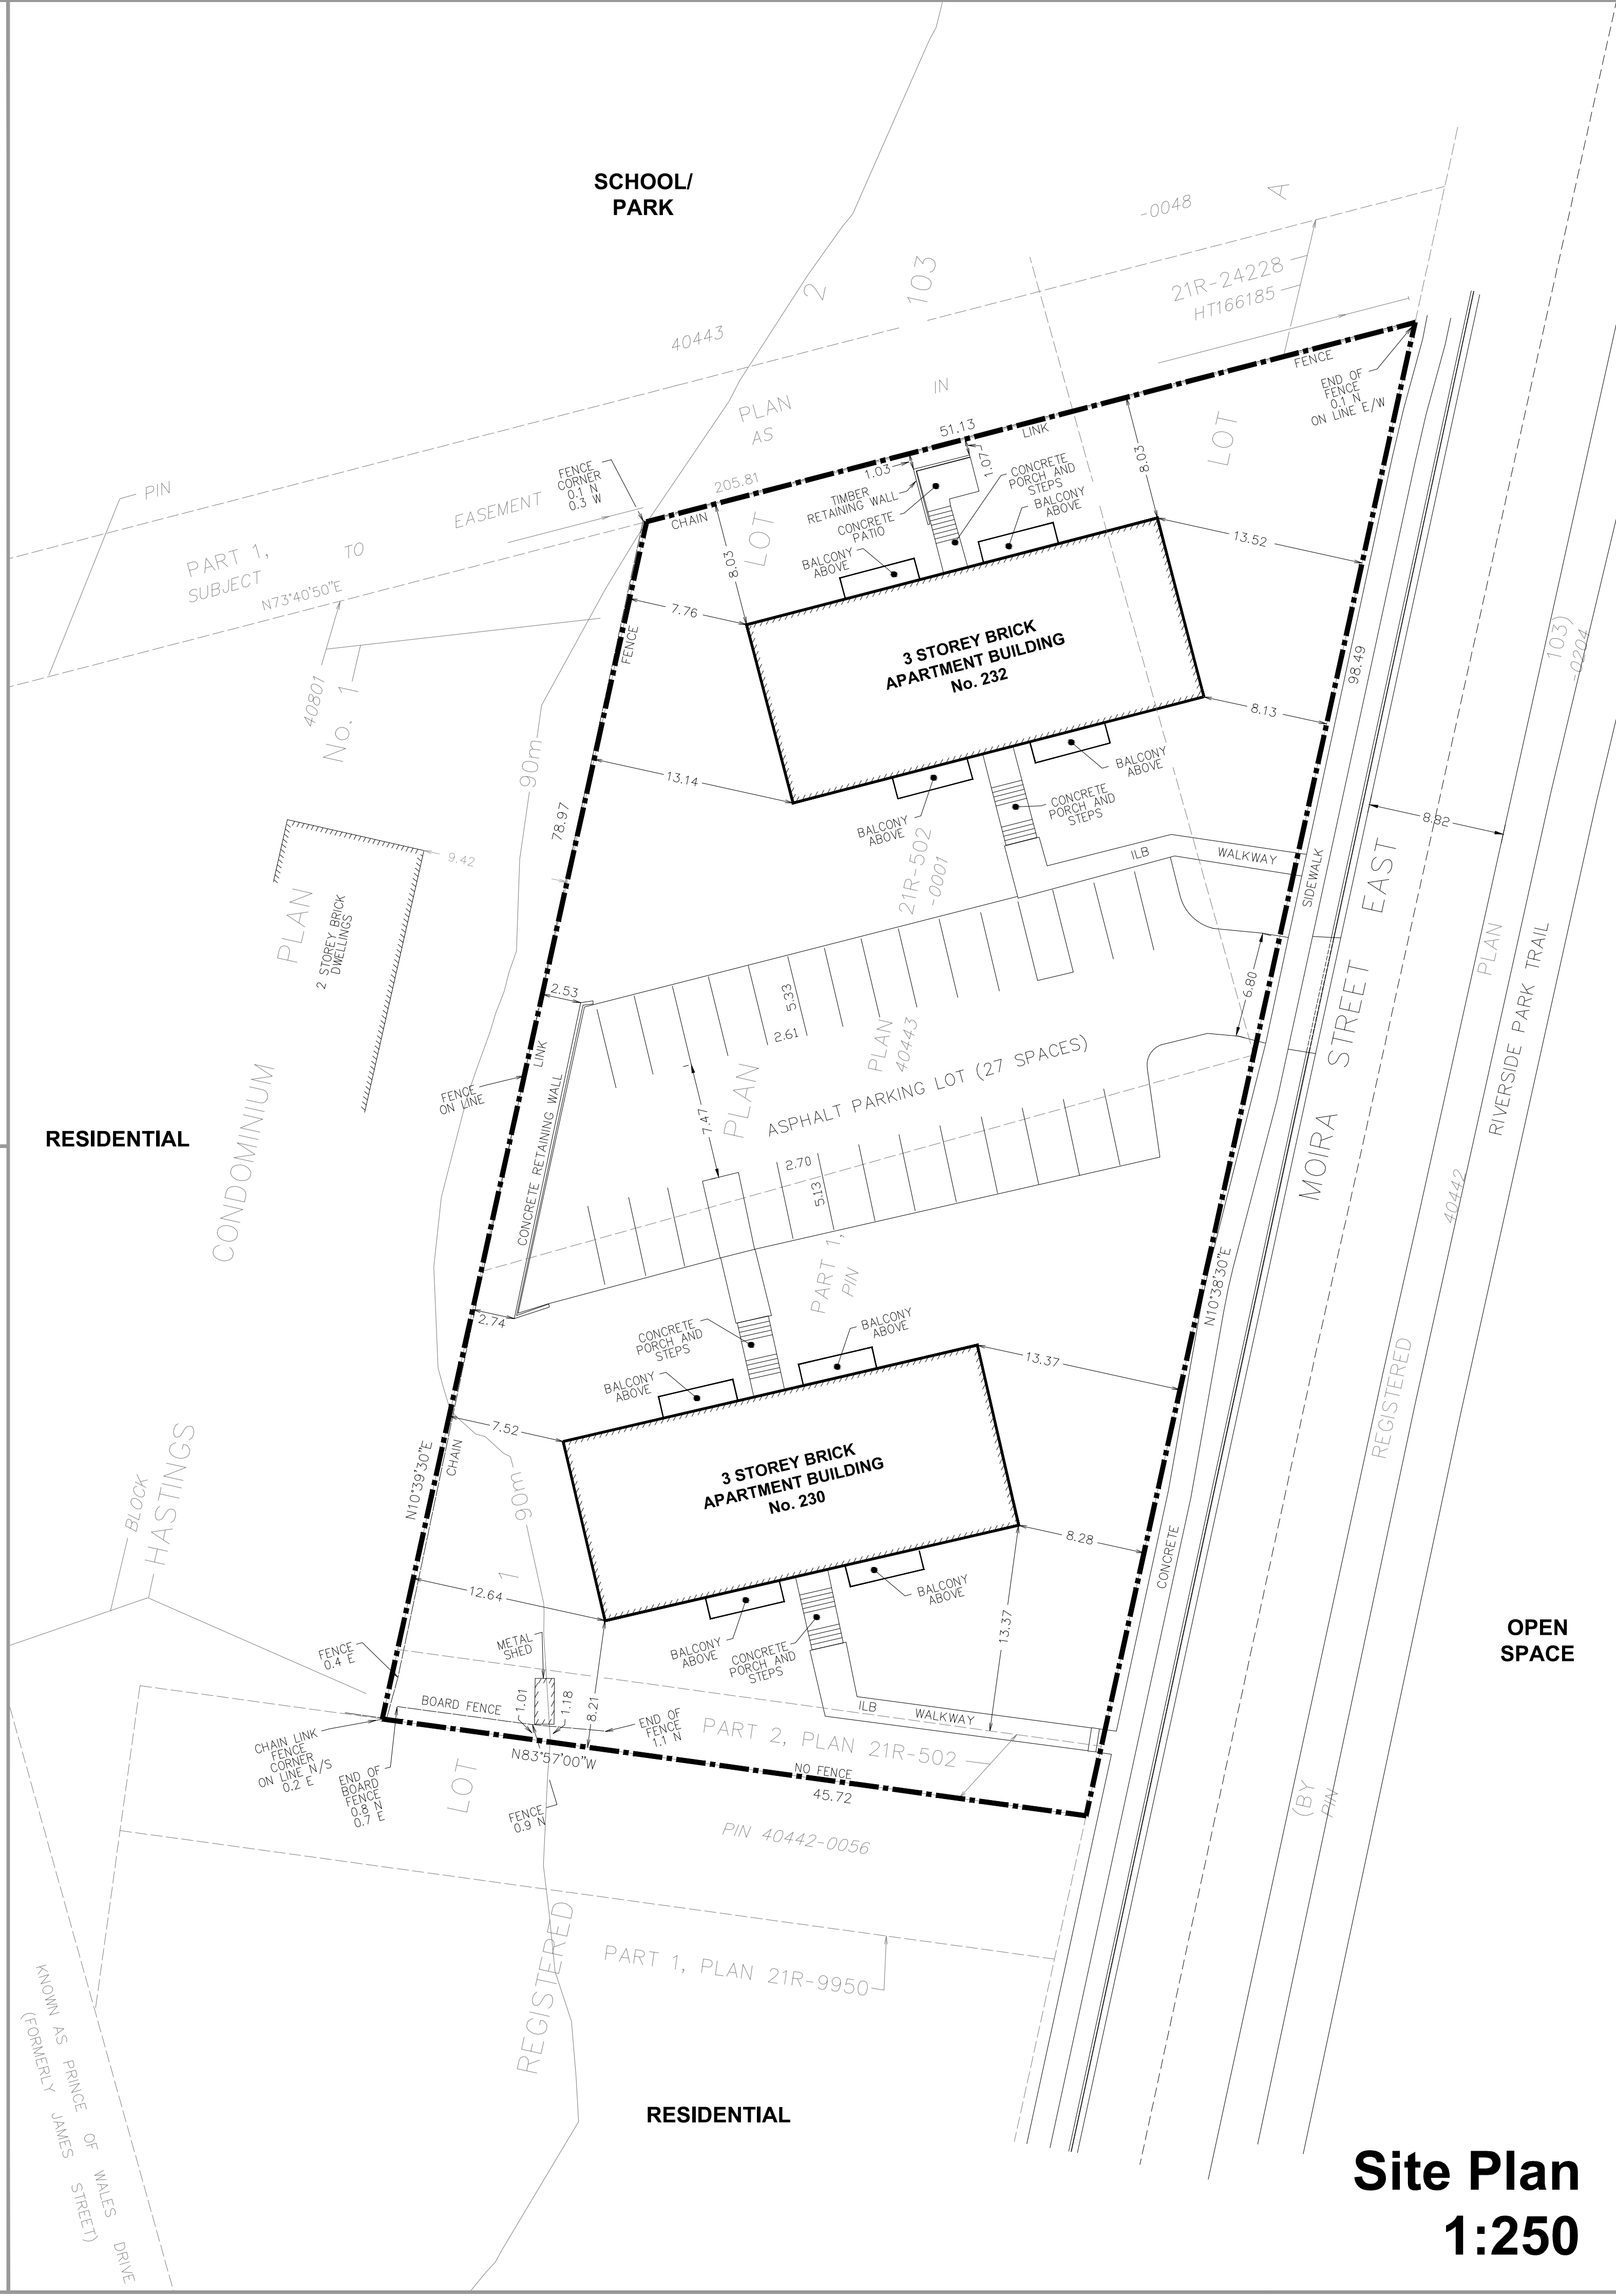 SCHOOL/
PARK
-0048
A
2
103
21R-24228
HT166185
40443
FENCE
END OF
FENCE
0.1 N
ON LINE E/W
IN
PLAN
AS
51.13
LINK
LOT
FENCE
CORNER
0.1 N
0.3 W
205.81
CHAIN
PIN
EASEMENT
PART 1,
TO
SUBJECT
N73°40'50"E
1.03
1.07
TIMBER
RETAINING WALL
CONCRETE
PATIO
CONCRETE
PORCH AND
STEPS
BALCONY
ABOVE
BALCONY
ABOVE
8.03
LOT
8.03
13.52
7.76
FENCE
3 STOREY BRICK
APARTMENT BUILDING
No. 232
98.49
103)
-0204
40801
No. 1
90m
13.14
8.13
BALCONY
ABOVE
BALCONY
ABOVE
CONCRETE
PORCH AND
STEPS
78.97
8.82
9.42
PLAN
2 STOREY BRICK
DWELLINGS
21R-502
-0001
ILB
WALKWAY
SIDEWALK
MOIRA STREET EAST
PLAN
RIVERSIDE PARK TRAIL
2.53
5.33
2.61
6.80
PLAN
40443
ASPHALT PARKING LOT (27 SPACES)
LINK
FENCE
ON LINE
CONCRETE RETAINING WALL
7.47
PLAN
2.70
5.13
RESIDENTIAL
CONDOMINIUM
40442
PART 1,
PIN
N10°38'30"E
2.74
CONCRETE
PORCH AND
STEPS
BALCONY
ABOVE
BALCONY
ABOVE
13.37
REGISTERED
7.52
N10°39'30"E
CHAIN
3 STOREY BRICK
APARTMENT BUILDING
No. 230
90m
BLOCK
HASTINGS
8.28
CONCRETE
12.64
1
BALCONY
ABOVE
BALCONY
ABOVE
CONCRETE
PORCH AND
STEPS
13.37
OPEN
SPACE
FENCE
0.4 E
METAL
SHED
BOARD FENCE
1.01
1.18
8.21
END OF
FENCE
1.1 N
ILB
WALKWAY
PART 2, PLAN 21R-502
N83°57'00"W
NO FENCE
45.72
CHAIN LINK
FENCE
CORNER
ON LINE N/S
0.2 E
END OF
BOARD
FENCE
0.8 N
0.7 E
LOT
FENCE
0.9 N
PIN 40442-0056
(BY
PIN
REGISTERED
PART 1, PLAN 21R-9950
KNOWN AS PRINCE OF WALES DRIVE
(FORMERLY JAMES STREET)
RESIDENTIAL
Site Plan
1:250